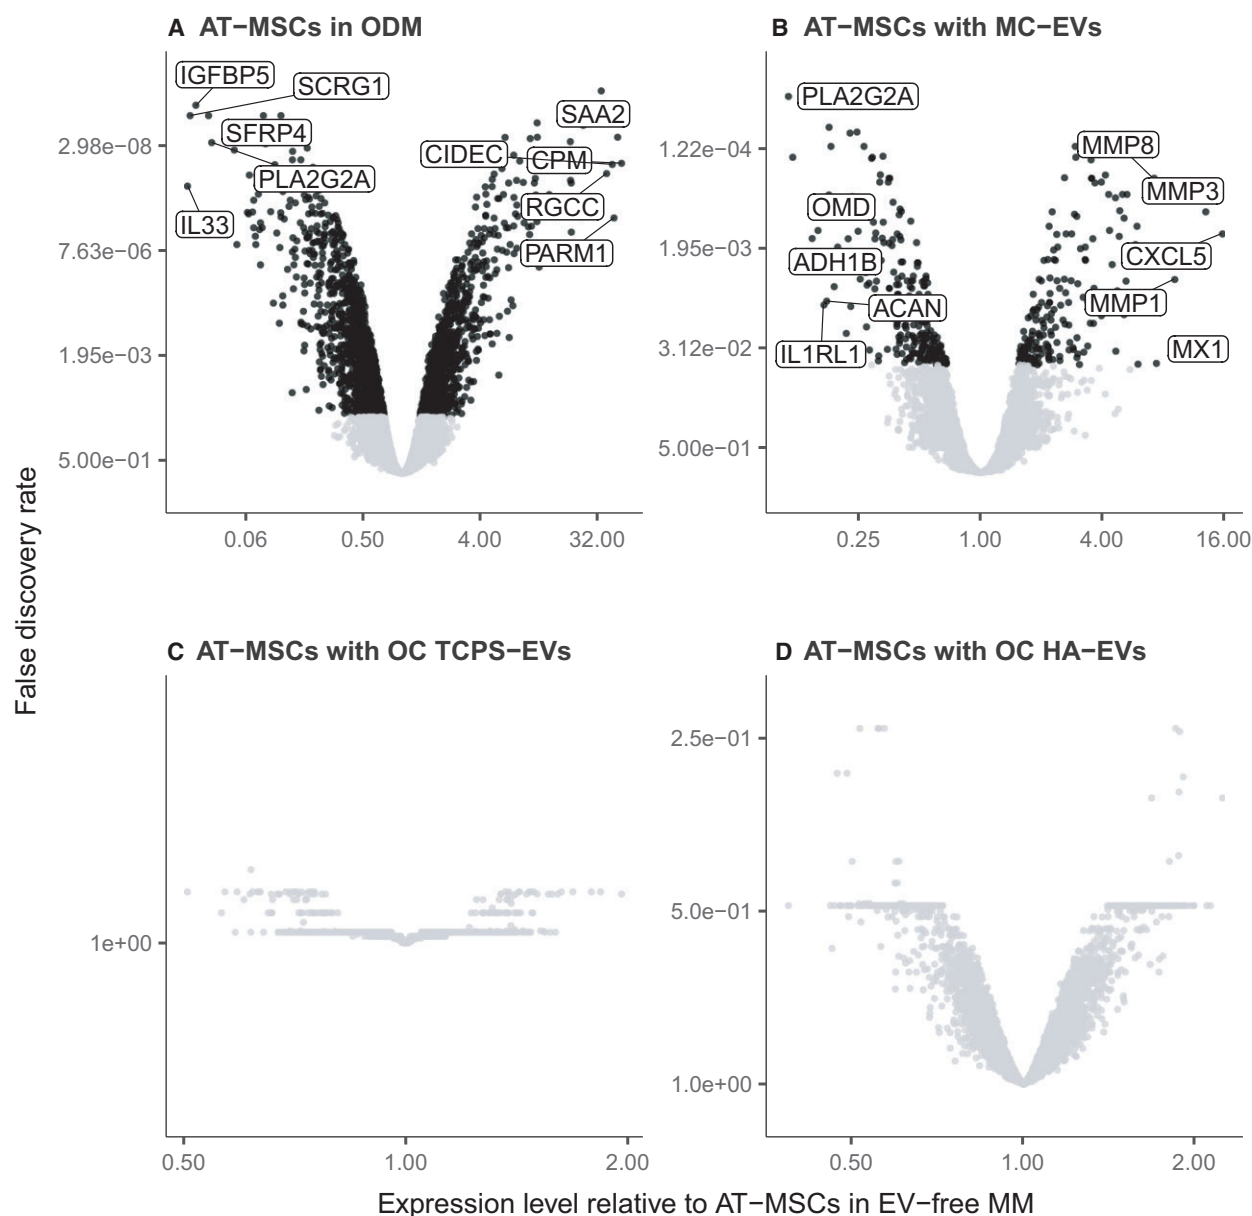 A AT−MSCs in ODM
B AT−MSCs with MC−EVs
IGFBP5
SCRG1
SFRP4
PLA2G2A
IL33
SAA2
CIDEC
CPM
RGCC
PARM1
2.98e−08
7.63e−06
1.95e−03
5.00e−01
0.06 0.50 4.00 32.00
PLA2G2A
MMP8
MMP3
OMD
CXCL5
ADH1B
MMP1
ACAN
IL1RL1
MX1
1.22e−04
1.95e−03
3.12e−02
5.00e−01
0.25 1.00 4.00 16.00
False discovery rate
C AT−MSCs with OC TCPS−EVs
D AT−MSCs with OC HA−EVs
1e+00
0.50 1.00 2.00
2.5e−01
5.0e−01
1.0e+00
0.50 1.00 2.00
Expression level relative to AT−MSCs in EV−free MM